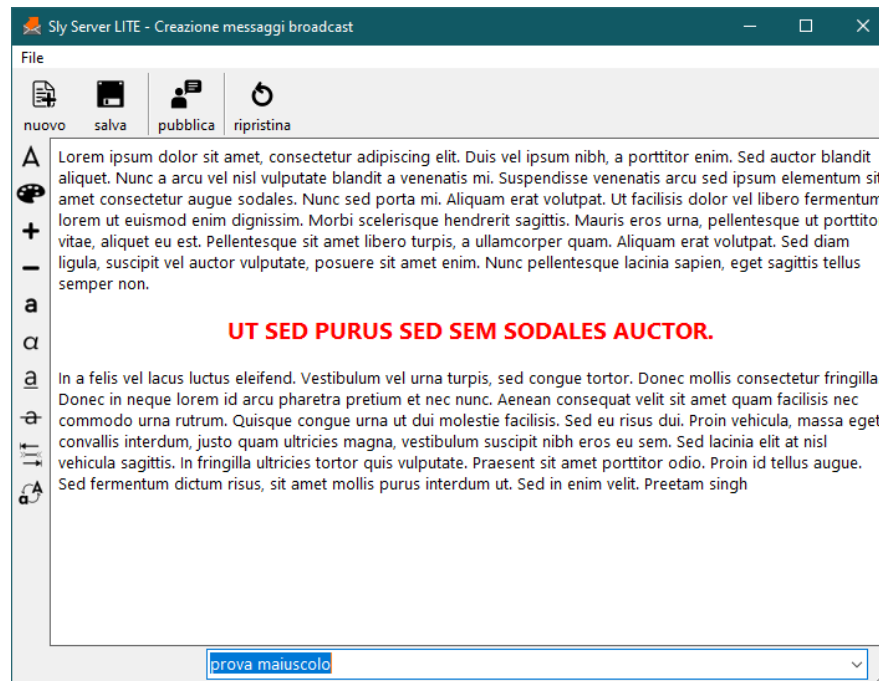 Sly Server LITE - Creazione messaggi broadcast
File
nuovo salva pubblica ripristina
Lorem ipsum dolor sit amet, consectetur adipiscing elit. Duis vel ipsum nibh, a porttitor enim. Sed auctor blandit
aliquet. Nunc a arcu vel nisl vulputate blandit a venenatis mi. Suspendisse venenatis arcu sed ipsum elementum sit
amet consectetur augue sodales. Nunc sed porta mi. Aliquam erat volutpat. Ut facilisis dolor vel libero fermentum
lorem ut euismod enim dignissim. Morbi scelerisque hendrerit sagittis. Mauris eros urna, pellentesque ut porttito
vitae, aliquet eu est. Pellentesque sit amet libero turpis, a ullamcorper quam. Aliquam erat volutpat. Sed diam
ligula, suscipit vel auctor vulputate, posuere sit amet enim. Nunc pellentesque lacinia sapien, eget sagittis tellus
semper non.
UT SED PURUS SED SEM SODALES AUCTOR.
In a felis vel lacus luctus eleifend. Vestibulum vel urna turpis, sed congue tortor. Donec mollis consectetur fringilla
Donec in neque lorem id arcu pharetra pretium et nec nunc. Aenean consequat velit sit amet quam facilisis nec
commodo urna rutrum. Quisque congue urna ut dui molestie facilisis. Sed eu risus dui. Proin vehicula, massa eget
convallis interdum, justo quam ultricies magna, vestibulum suscipit nibh eros eu sem. Sed lacinia elit at nisl
vehicula sagittis. In fringilla ultricies tortor quis vulputate. Praesent sit amet porttitor odio. Proin id tellus augue.
Sed fermentum dictum risus, sit amet mollis purus interdum ut. Sed in enim velit. Preetam singh
prova maiuscolo